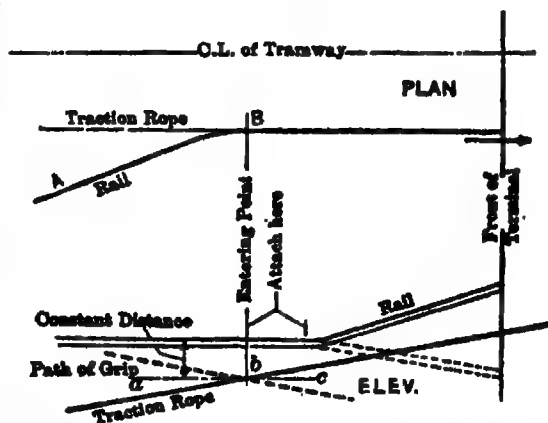 C.L. of Tramway
PLAN
Traction Rope
B
A
Rail
Entering Point
Attach here
Front of
Terminal
Rail
Constant Distance
Path of Grip
a
b
c
ELEV.
Traction Rope